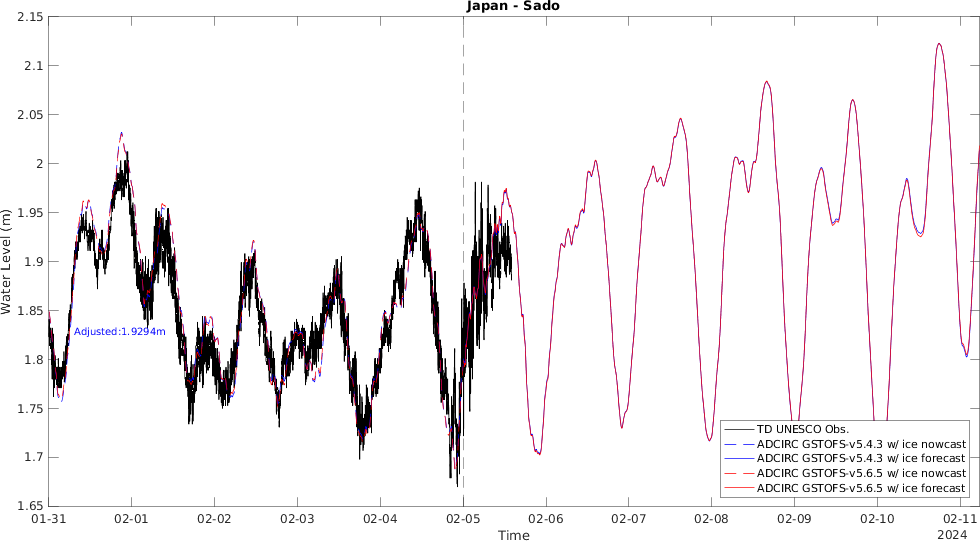 Japan - Sado
2.15
2.1
2.05
2
1.95
1.9
1.85
1.8
1.75
1.7
1.65
Water Level (m)
Adjusted:1.9294m
TD UNESCO Obs.
ADCIRC GSTOFS-v5.4.3 w/ ice nowcast
ADCIRC GSTOFS-v5.4.3 w/ ice forecast
ADCIRC GSTOFS-v5.6.5 w/ ice nowcast
ADCIRC GSTOFS-v5.6.5 w/ ice forecast
01-31 02-01 02-02 02-03 02-04 02-05 02-06 02-07 02-08 02-09 02-10 02-11
Time
2024